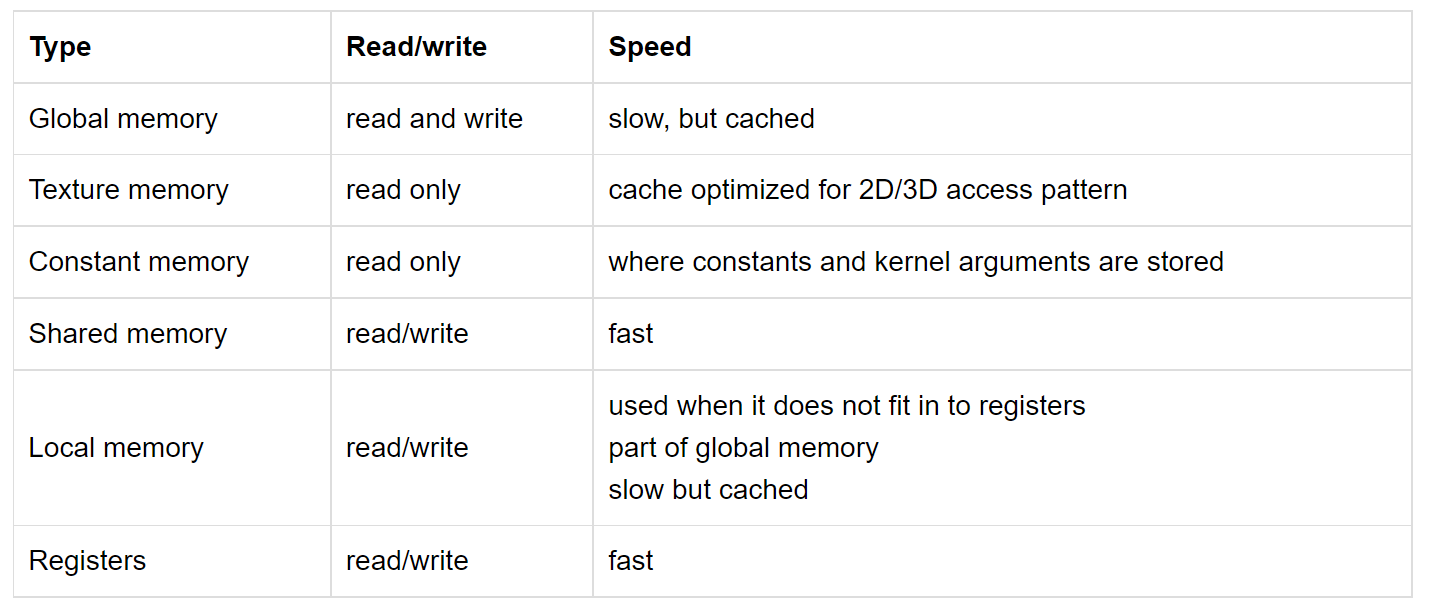 Type Read/write Speed
Global memory read and write slow, but cached
Texture memory read only cache optimized for 2D/3D access pattern
Constant memory read only where constants and kernel arguments are stored
Shared memory read/write fast
Local memory read/write used when it does not fit in to registers
part of global memory
slow but cached
Registers read/write fast